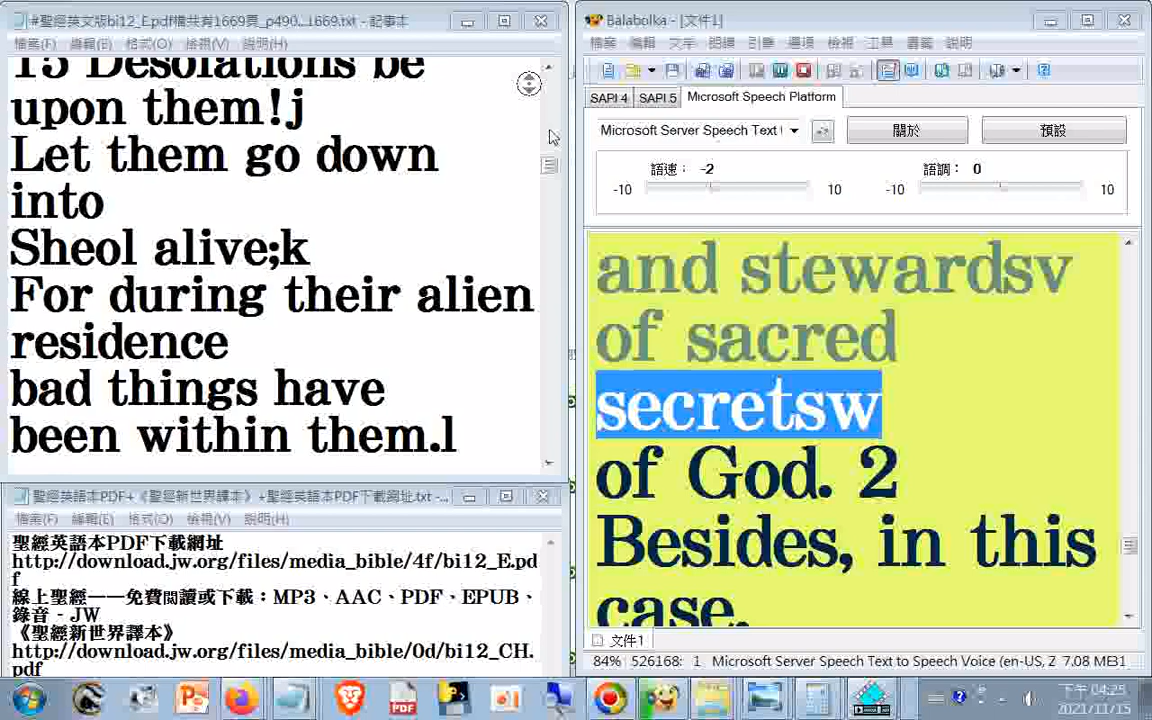 #聖經英文版bi12_E.pdf檔共有1669頁_p490...1669.txt - 記事本
檔案(F) 編輯(E) 格式(O) 檢視(V) 說明(H)
15 Desolations be
upon them!j
Let them go down
into
Sheol alive;k
For during their alien
residence
bad things have
been within them.l
聖經英語本PDF+《聖經新世界譯本》+聖經英語本PDF下載網址.txt -...
檔案(F) 編輯(E) 格式(O) 檢視(V) 說明(H)
聖經英語本PDF下載網址
http://download.jw.org/files/media_bible/4f/bi12_E.pd
f
線上聖經——免費閱讀或下載：MP3、AAC、PDF、EPUB、
錄音 - JW
《聖經新世界譯本》
http://download.jw.org/files/media_bible/0d/bi12_CH.
pdf
Balabolka - [文件1]
檔案 編輯 文字 朗讀 引擎 選項 檢視 工具 書籤 說明
SAPI 4 SAPI 5 Microsoft Speech Platform
Microsoft Server Speech Text 關於 預設
語速： -2 語調： 0
-10 10 -10 10
and stewardsv
of sacred
secretsw
of God. 2
Besides, in this
case.
文件1
84% 526168: 1 Microsoft Server Speech Text to Speech Voice (en-US, Z 7.08 MB1
PDF
下午 04:25
2021/11/15